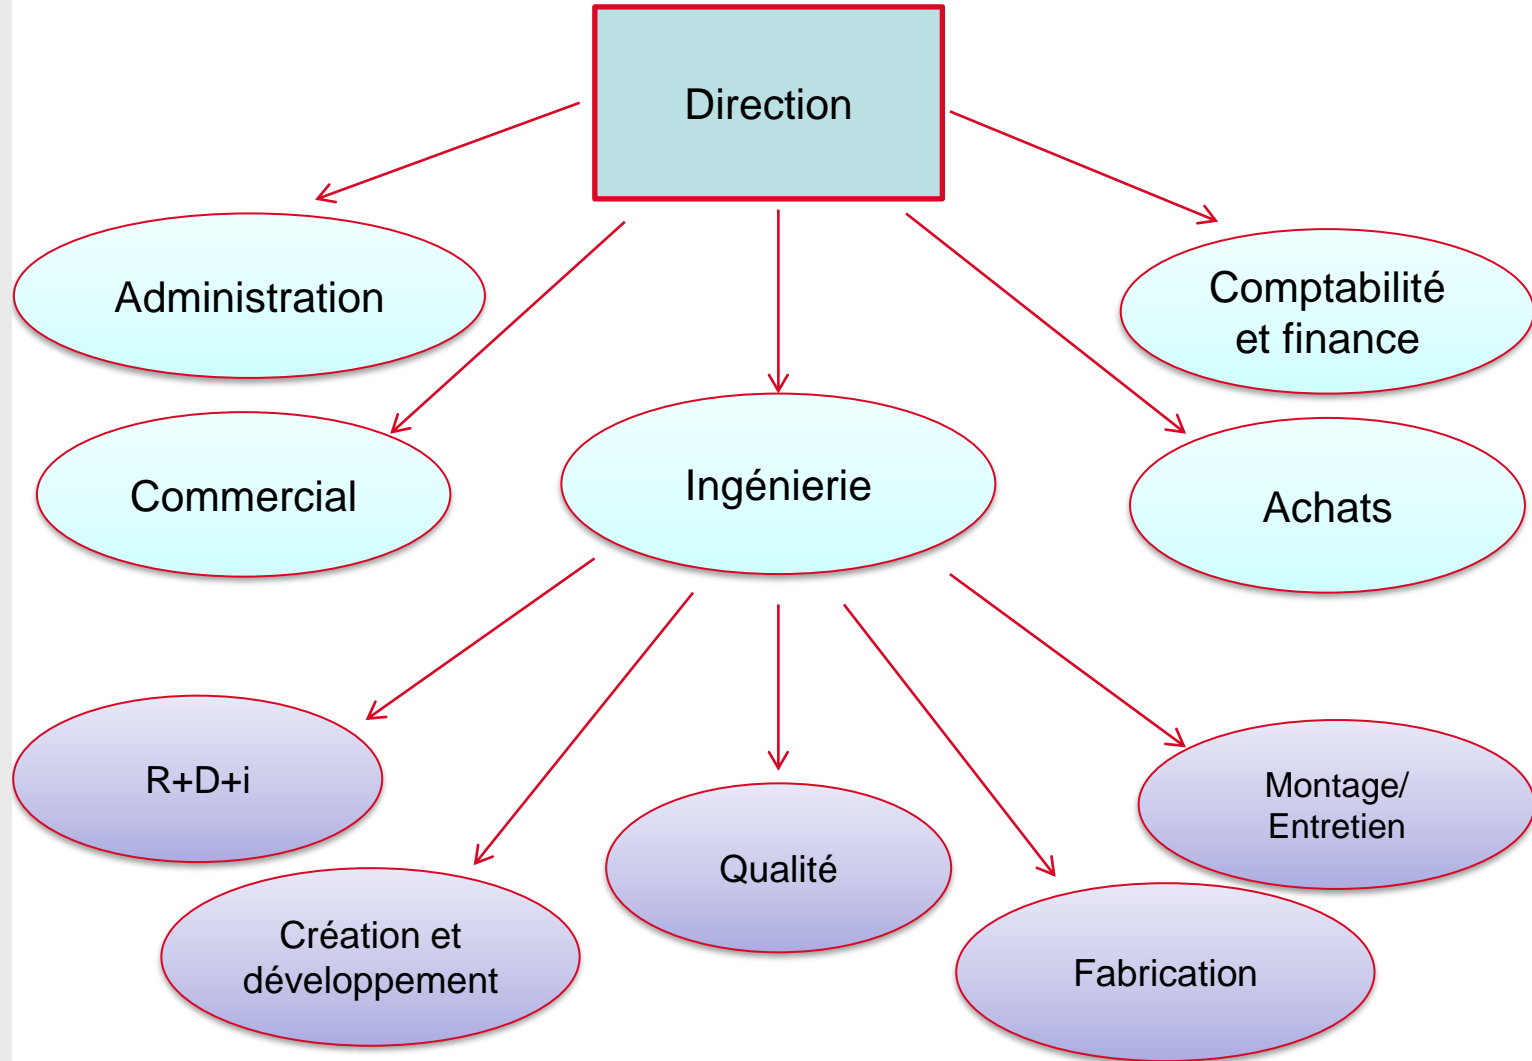 Direction
Administration
Comptabilité
et finance
Commercial
Ingénierie
Achats
R+D+i
Montage/
Entretien
Qualité
Création et
développement
Fabrication